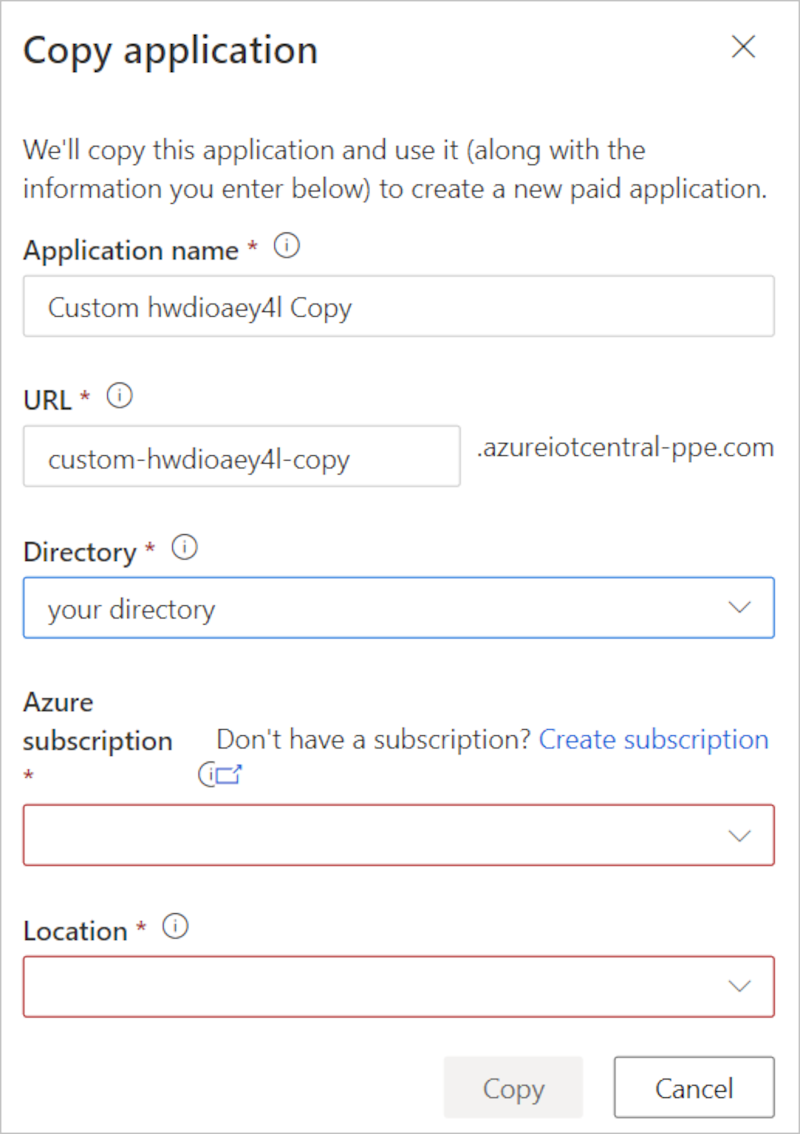 Copy application
We'll copy this application and use it (along with the
information you enter below) to create a new paid application.
Application name *
Custom hwdioaey4l Copy
URL *
custom-hwdioaey4l-copy
.azureiotcentral-ppe.com
Directory *
your directory
Azure
subscription
*
Don't have a subscription? Create subscription
Location *
Copy
Cancel